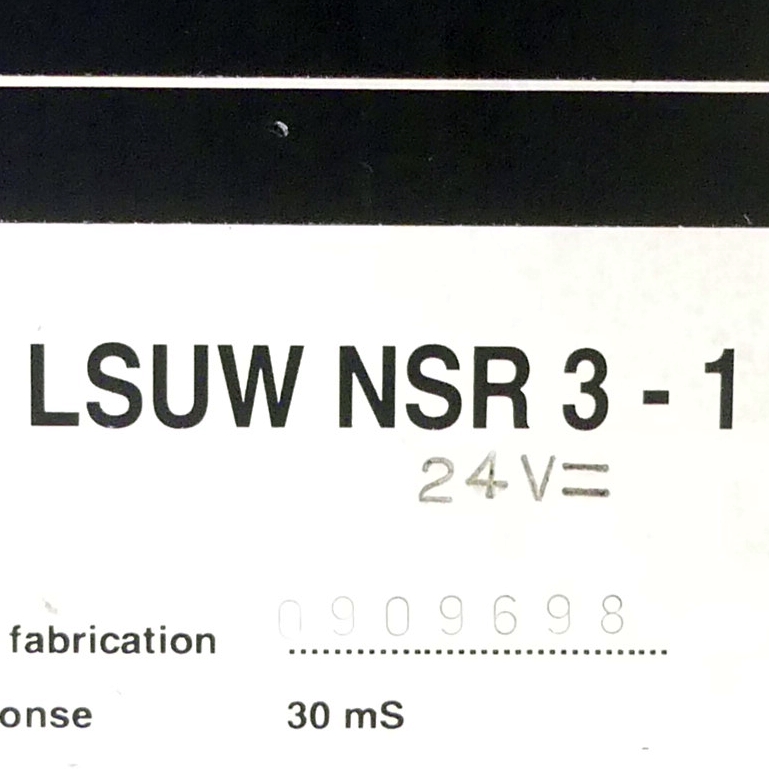 LSUW NSR 3 - 1
24V=
fabrication 0909698
onse 30 mS